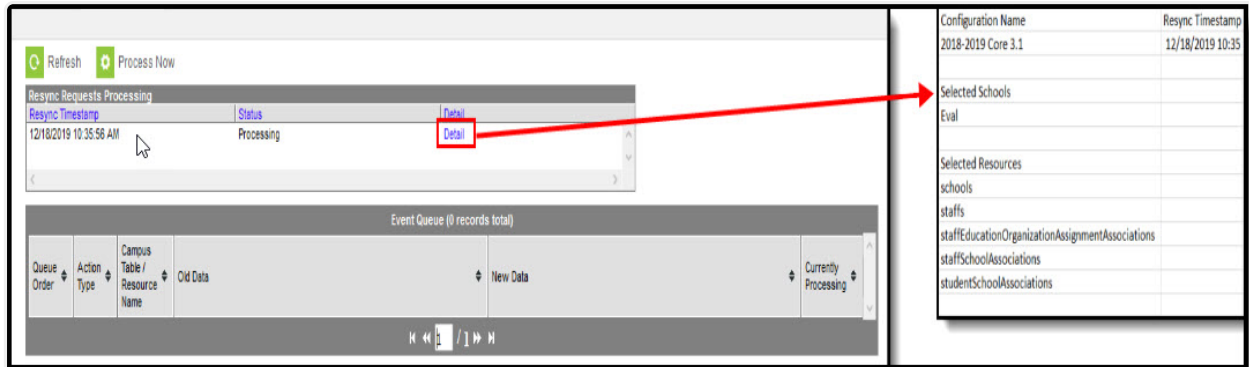 Refresh Process Now
Resync Requests Processing
Resync Timestamp Status Detail
12/18/2019 10:35:56 AM Processing Detail
Event Queue (0 records total)
Queue Order Action Type Campus Table / Resource Name Old Data New Data Currently Processing
1 / 1
Configuration Name Resync Timestamp
2018-2019 Core 3.1 12/18/2019 10:35
Selected Schools
Eval
Selected Resources
schools
staffs
staffEducationOrganizationAssignmentAssociations
staffSchoolAssociations
studentSchoolAssociations